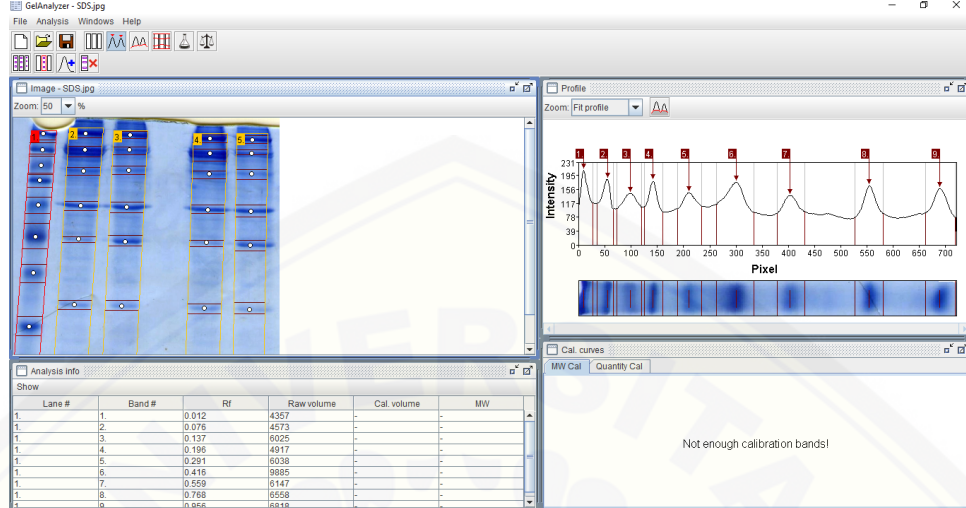 GelAnalyzer - SDS.jpg
File Analysis Windows Help
Image - SDS.jpg
Zoom: 50 %
1. 2. 3. 4. 5.
Profile
Zoom: Fit profile
1. 2. 3. 4. 5. 6. 7. 8. 9.
Intensity
231
195
156
117
78
39
0
0 50 100 150 200 250 300 350 400 450 500 550 600 650 700
Pixel
Analysis info
Show
Lane # Band # Rf Raw volume Cal. volume MW
1. 1. 0.012 4357 - -
1. 2. 0.076 4573 - -
1. 3. 0.137 6025 - -
1. 4. 0.196 4917 - -
1. 5. 0.291 6038 - -
1. 6. 0.416 9885 - -
1. 7. 0.559 6147 - -
1. 8. 0.768 6558 - -
1. 9. 0.956 6818 - -
Cal. curves
MW Cal Quantity Cal
Not enough calibration bands!
UNIVERSITA